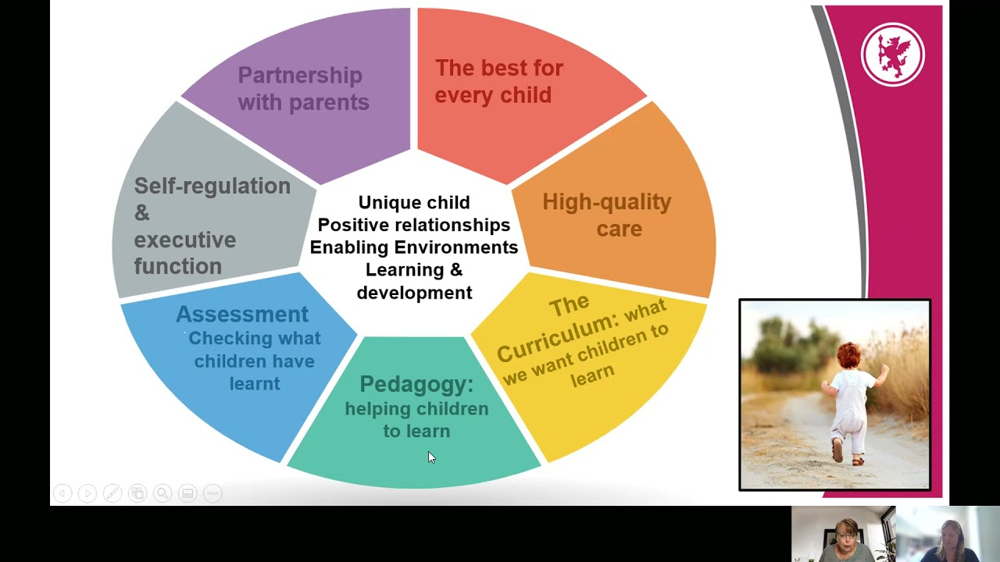 Partnership
with parents
The best for
every child
High-quality
care
The
Curriculum: what
we want children to
learn
Pedagogy:
helping children
to learn
Assessment
Checking what
children have
learnt
Self-regulation
&
executive
function
Unique child
Positive relationships
Enabling Environments
Learning &
development